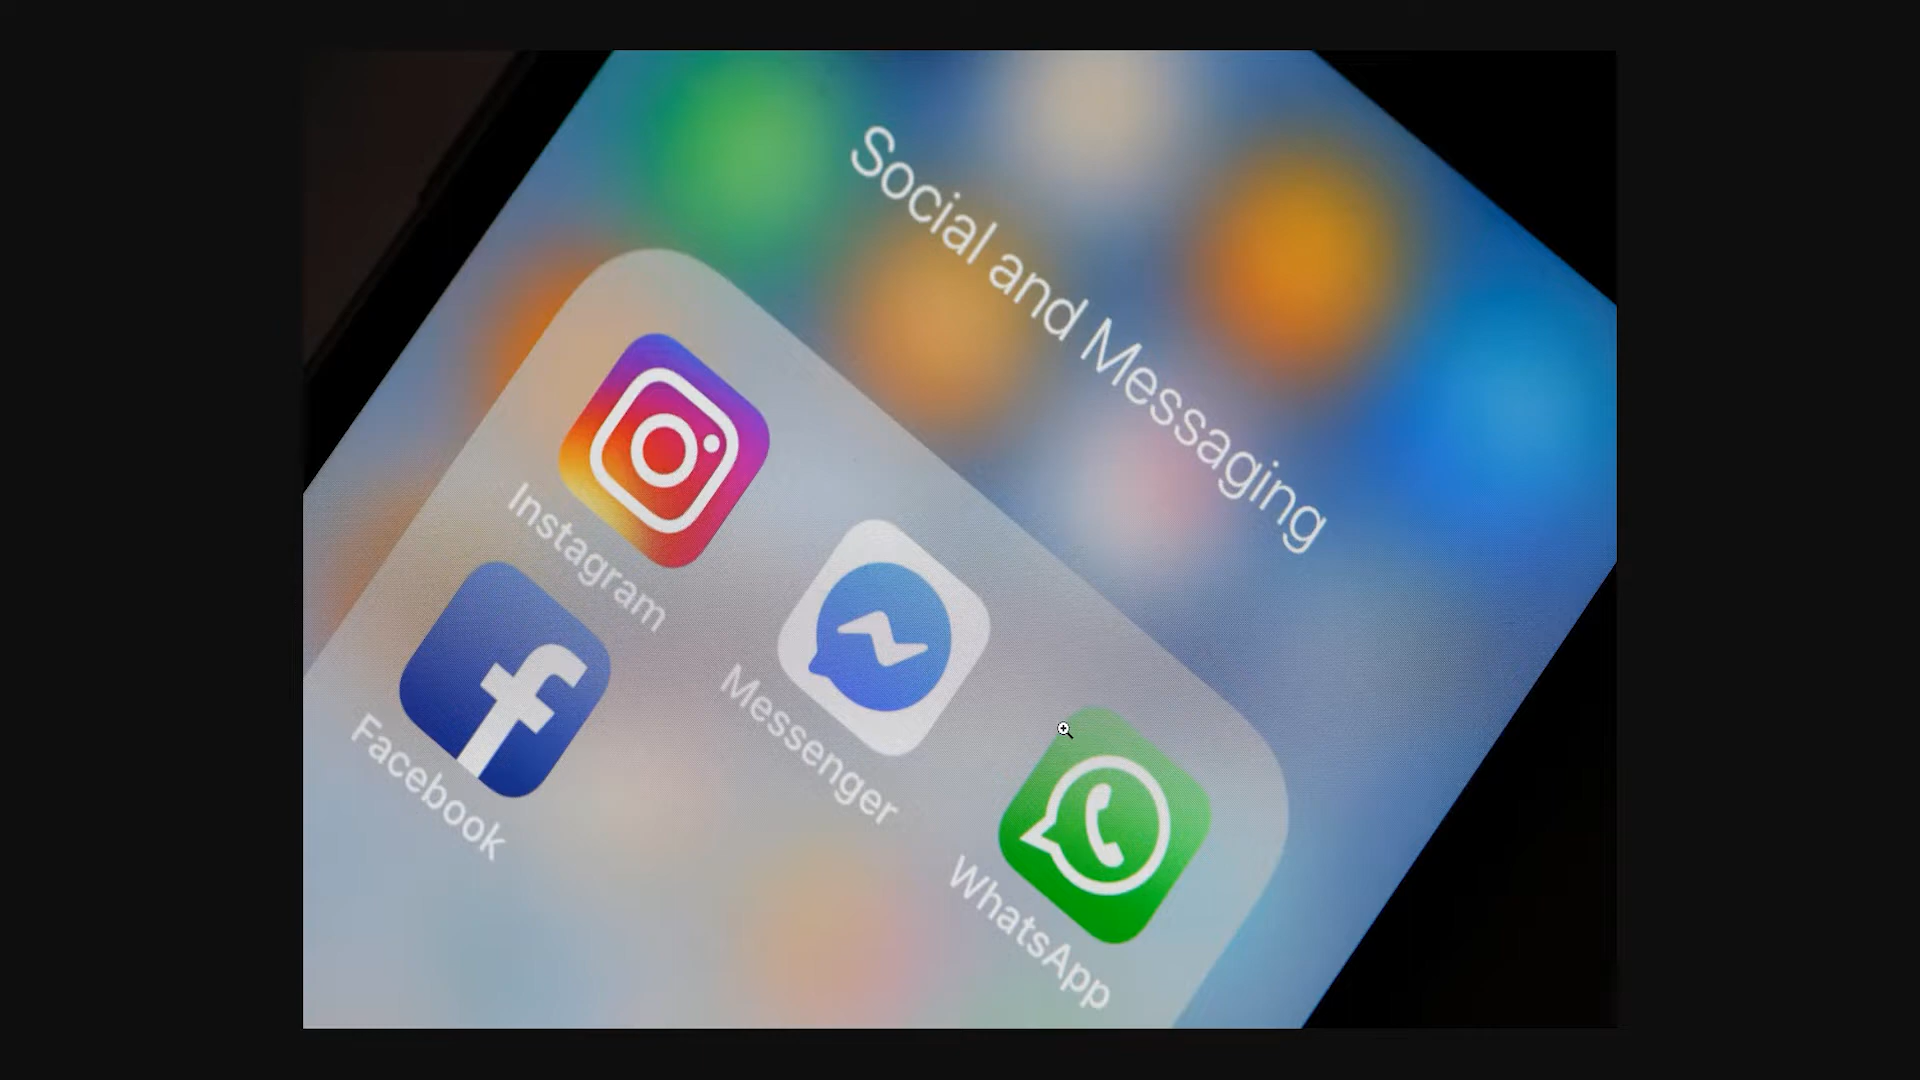 Social and Messaging
Instagram
Messenger
WhatsApp
Facebook